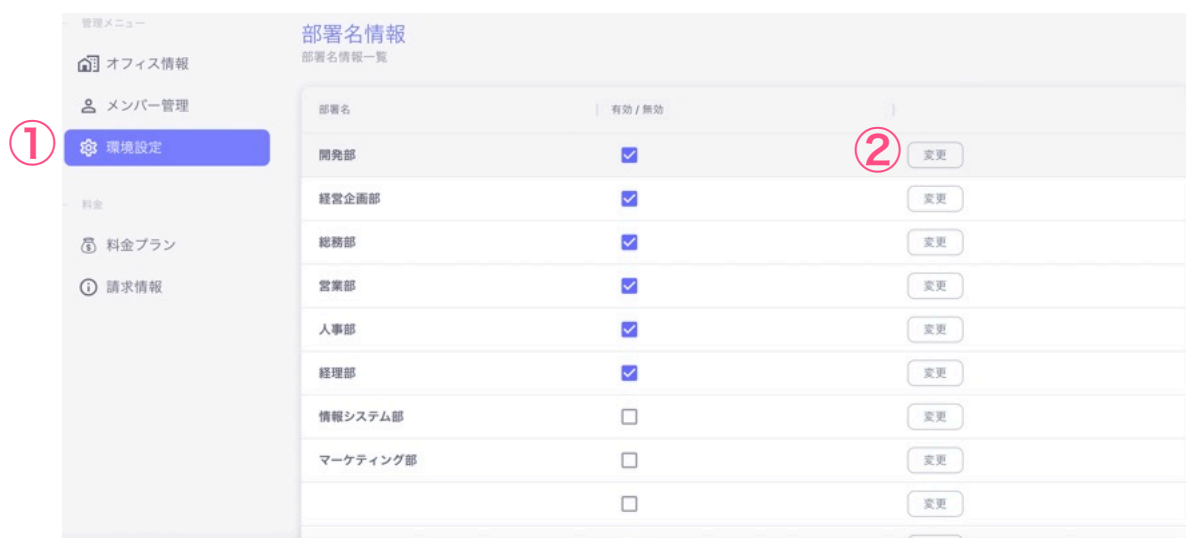 管理メニュー
オフィス情報
メンバー管理
① 環境設定
料金
料金プラン
請求情報
部署名情報
部署名情報一覧
部署名 有効 / 無効
開発部 ② 変更
経営企画部 変更
総務部 変更
営業部 変更
人事部 変更
経理部 変更
情報システム部 変更
マーケティング部 変更
変更